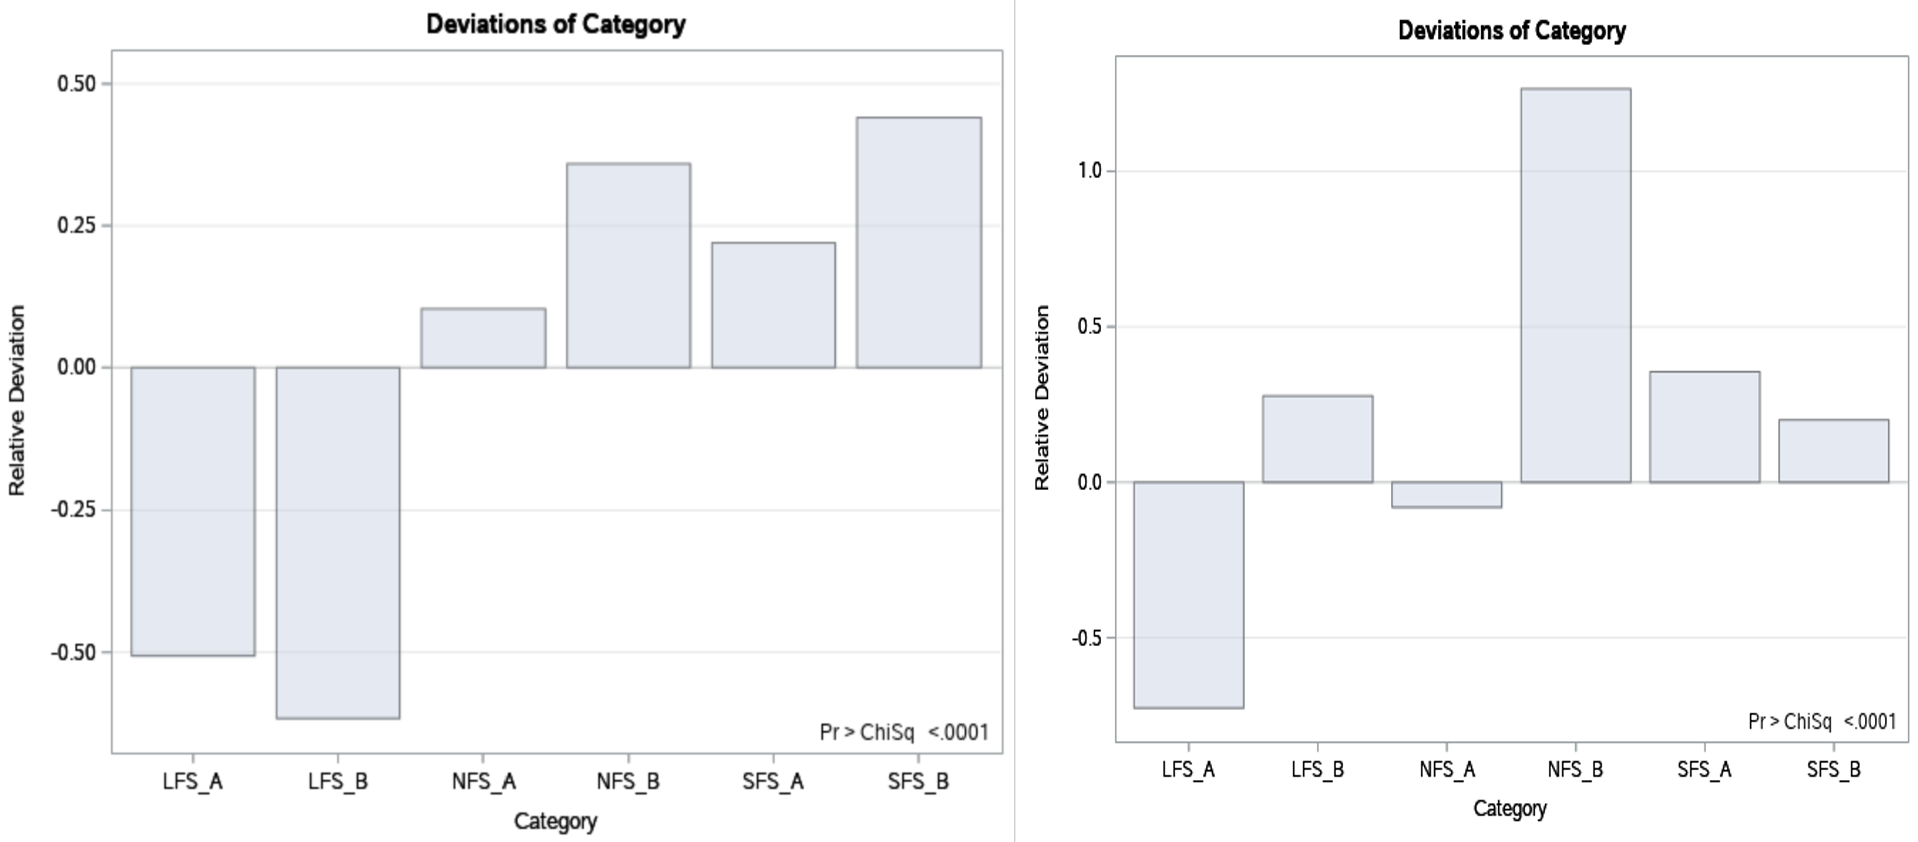 Deviations of Category
0.50
0.25
0.00
-0.25
-0.50
Relative Deviation
Pr > ChiSq <.0001
LFS_A LFS_B NFS_A NFS_B SFS_A SFS_B
Category
Deviations of Category
1.0
0.5
0.0
-0.5
Relative Deviation
Pr > ChiSq <.0001
LFS_A LFS_B NFS_A NFS_B SFS_A SFS_B
Category